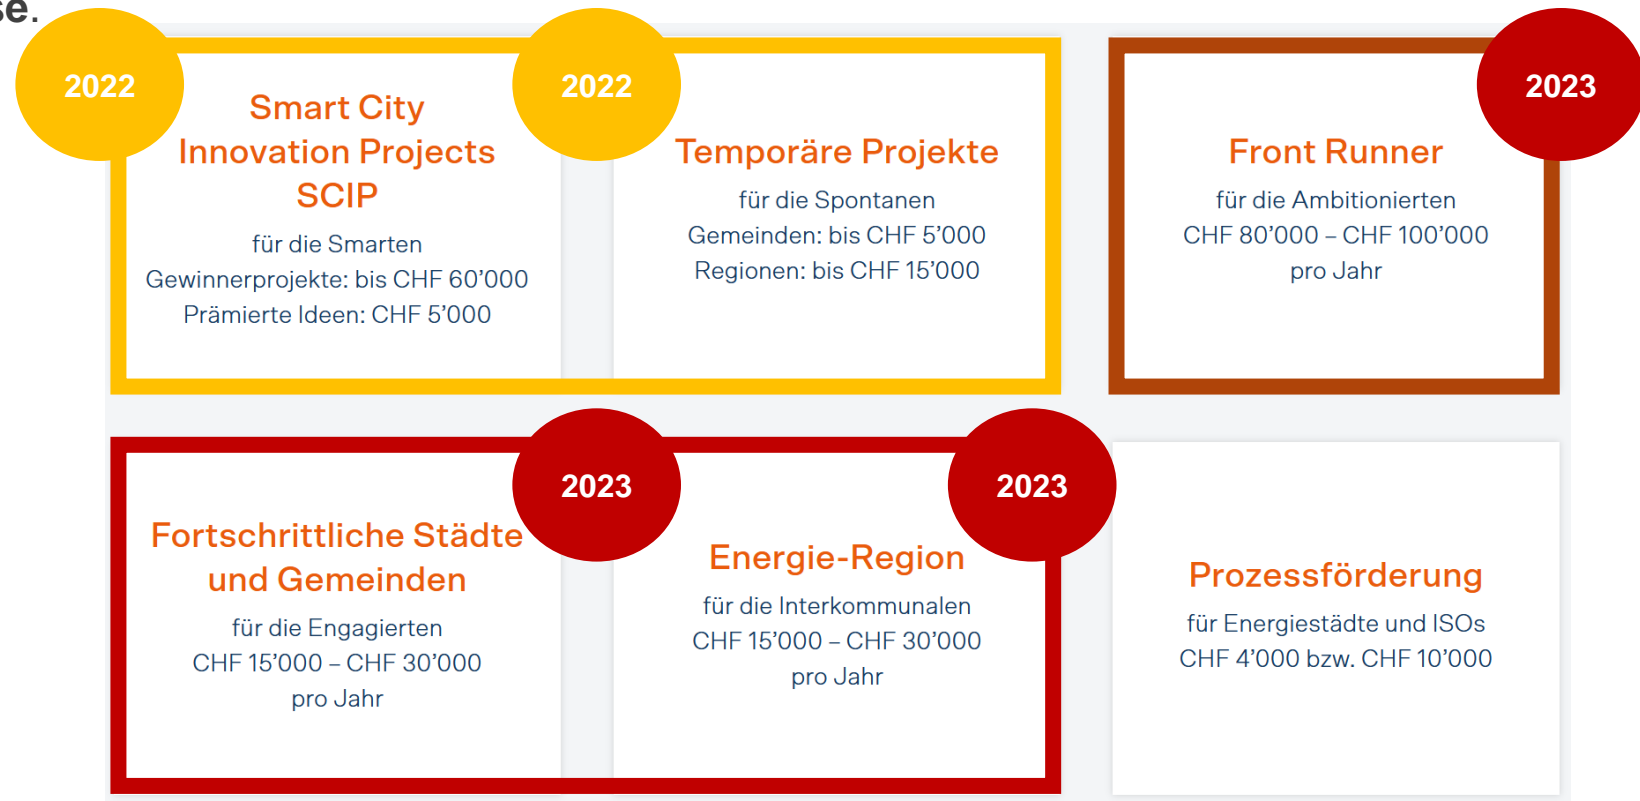 se.
2022
Smart City
Innovation Projects
SCIP
für die Smarten
Gewinnerprojekte: bis CHF 60’000
Prämierte Ideen: CHF 5’000
2022
Temporäre Projekte
für die Spontanen
Gemeinden: bis CHF 5’000
Regionen: bis CHF 15’000
2023
Front Runner
für die Ambitionierten
CHF 80’000 – CHF 100’000
pro Jahr
2023
Fortschrittliche Städte
und Gemeinden
für die Engagierten
CHF 15’000 – CHF 30’000
pro Jahr
2023
Energie-Region
für die Interkommunalen
CHF 15’000 – CHF 30’000
pro Jahr
Prozessförderung
für Energiestädte und ISOs
CHF 4’000 bzw. CHF 10’000